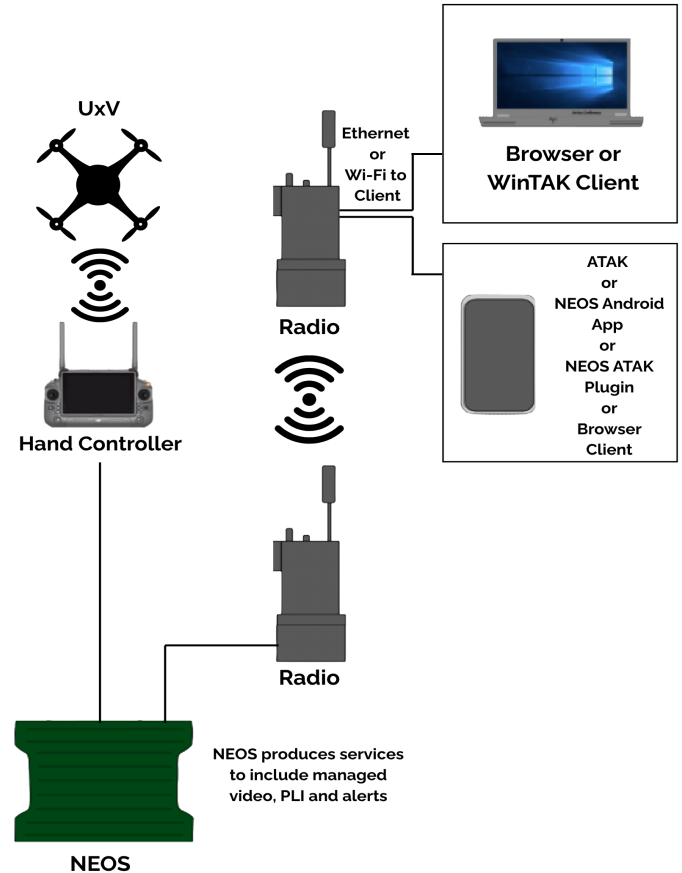 UxV
Hand Controller
Ethernet
or
Wi-Fi to
Client
Radio
Browser or
WinTAK Client
ATAK
or
NEOS Android
App
or
NEOS ATAK
Plugin
or
Browser
Client
Radio
NEOS produces services
to include managed
video, PLI and alerts
NEOS